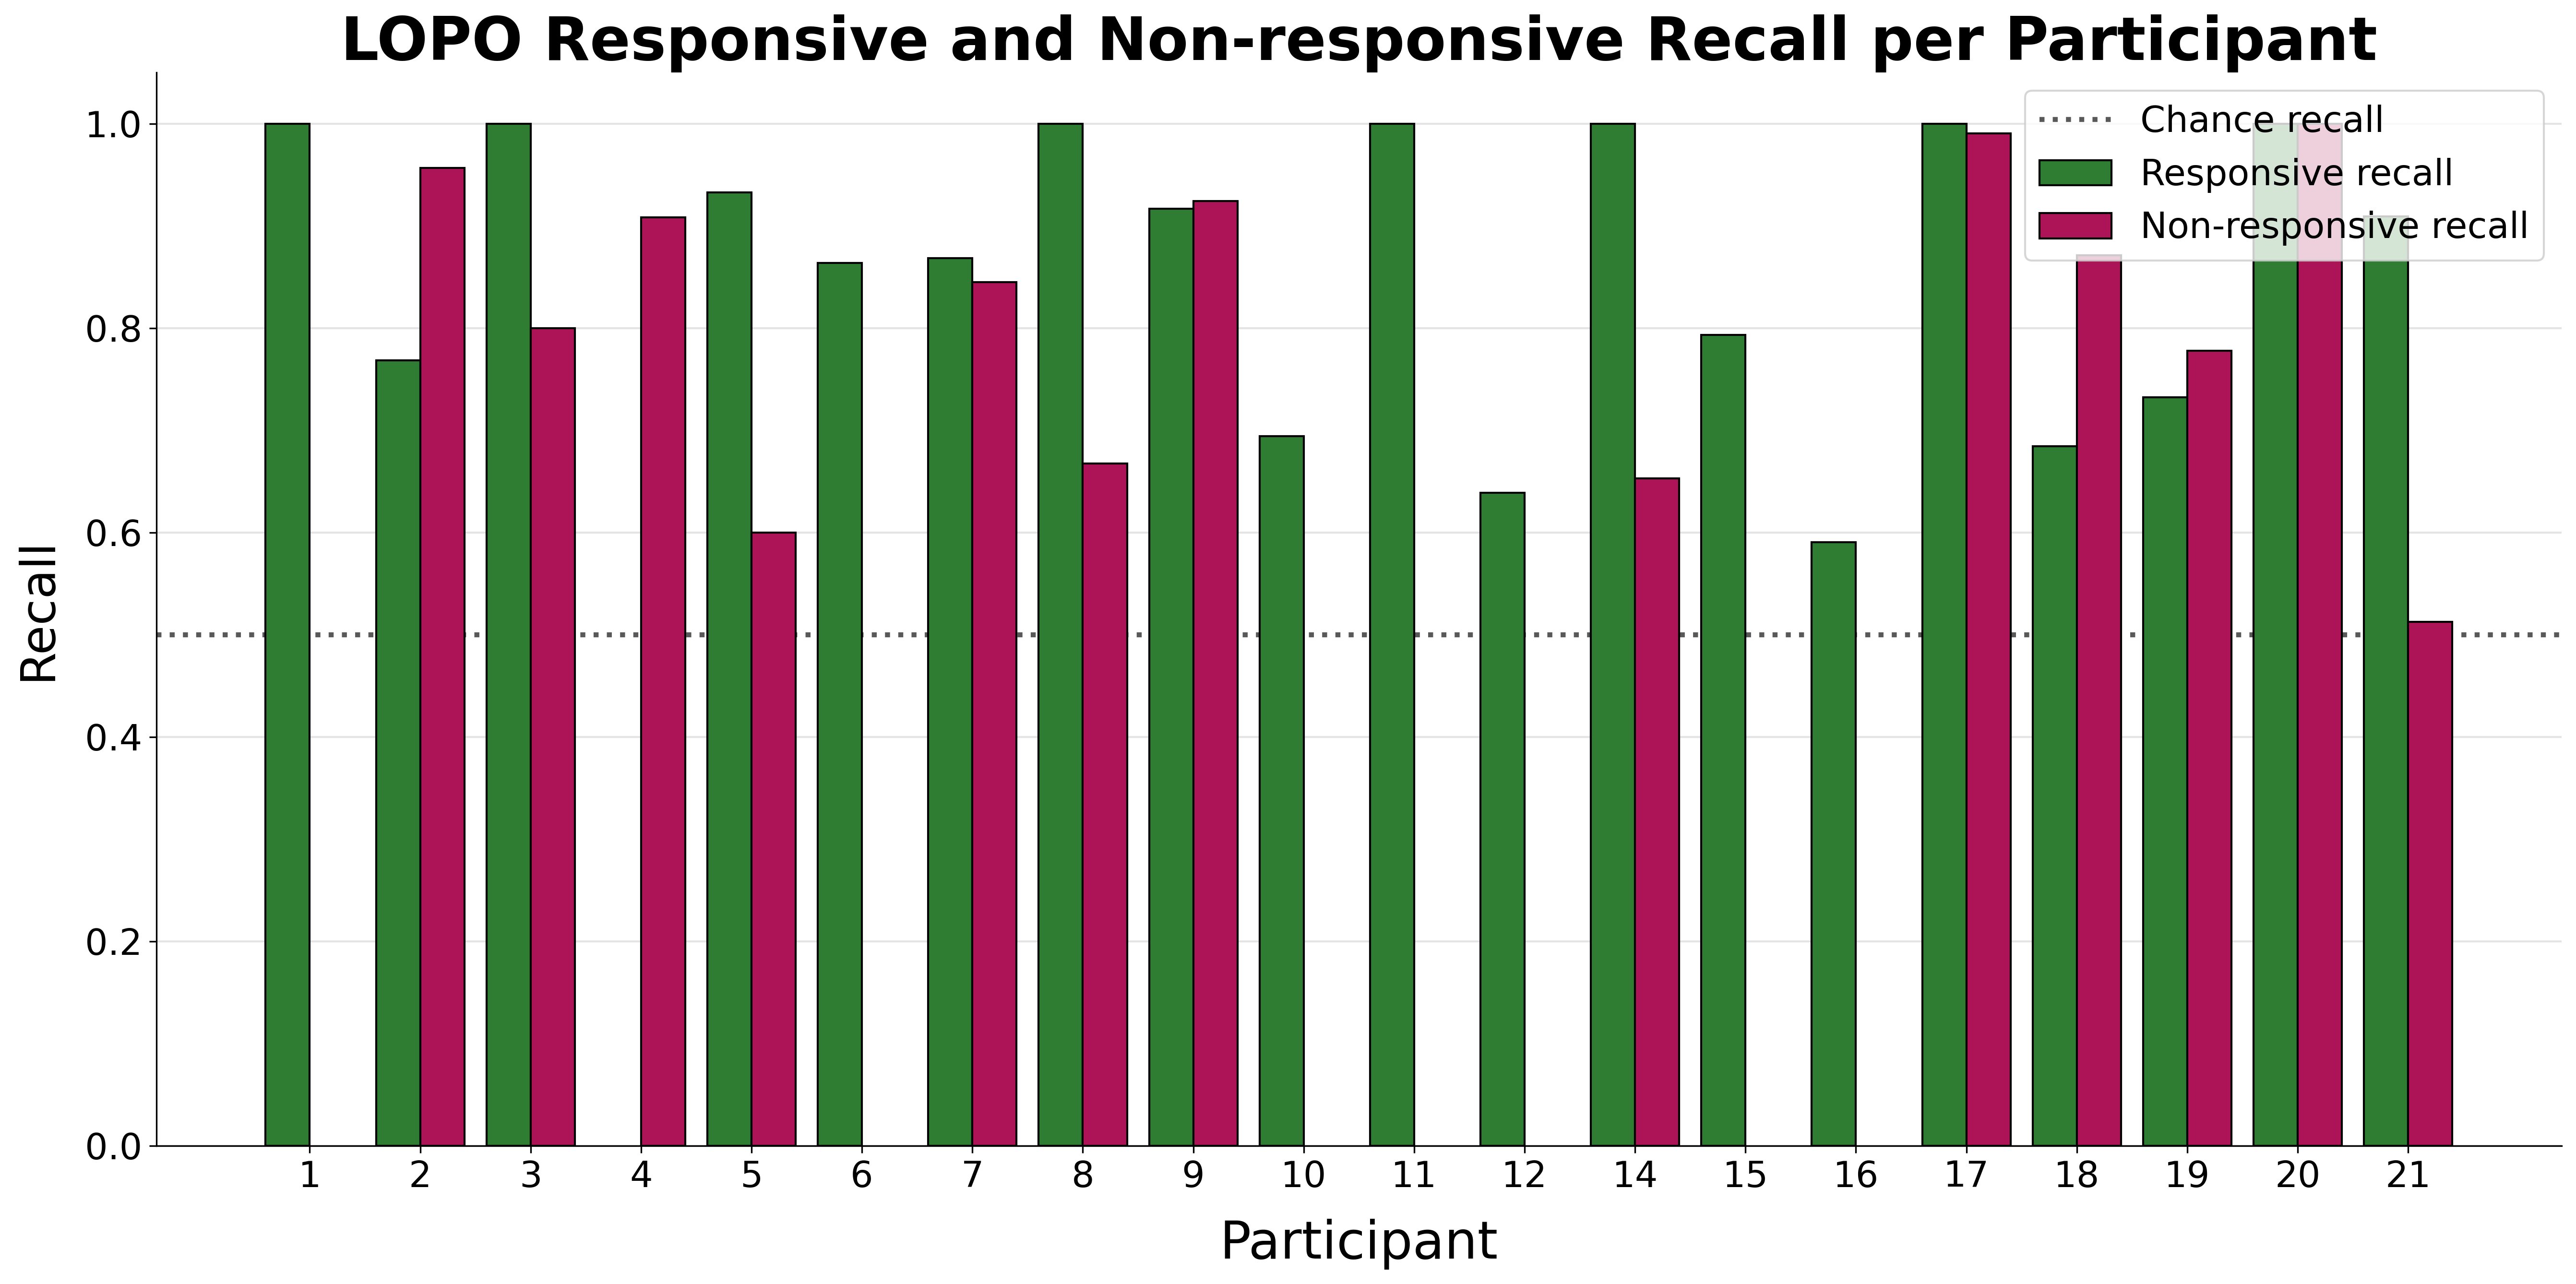 LOPO Responsive and Non-responsive Recall per Participant
Chance recall
Responsive recall
Non-responsive recall
1.0
0.8
0.6
0.4
0.2
0.0
Recall
1 2 3 4 5 6 7 8 9 10 11 12 14 15 16 17 18 19 20 21
Participant